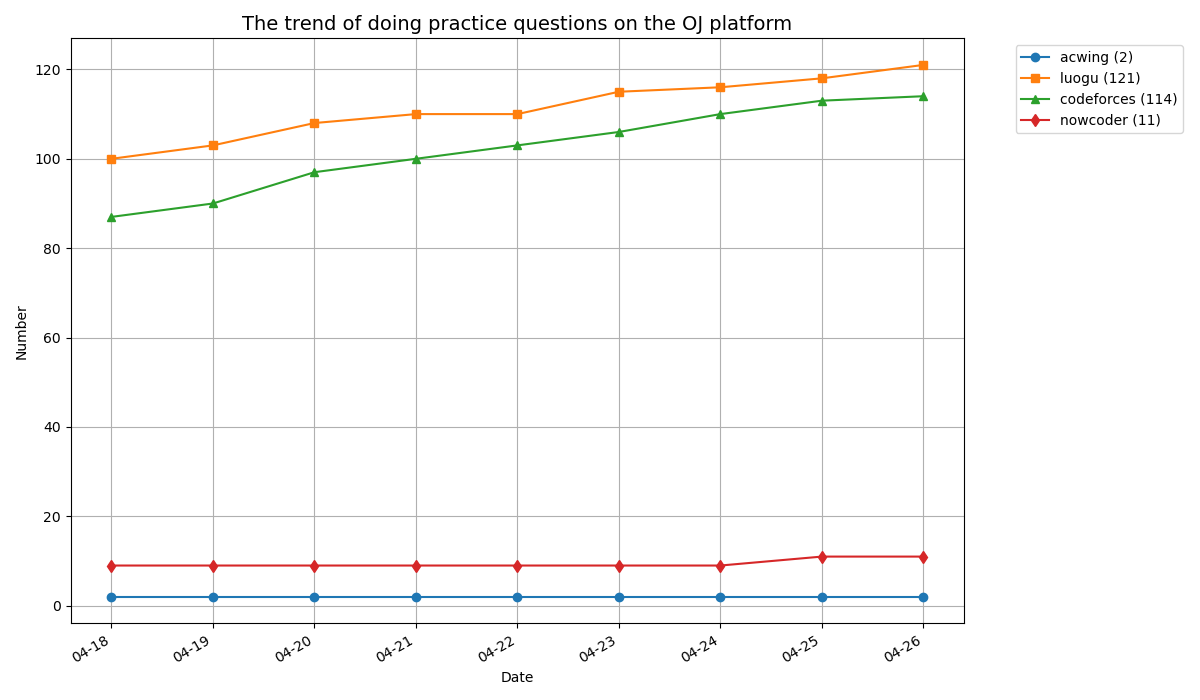 The trend of doing practice questions on the OJ platform
acwing (2)
luogu (121)
codeforces (114)
nowcoder (11)
Number
120
100
80
60
40
20
0
04-18
04-19
04-20
04-21
04-22
04-23
04-24
04-25
04-26
Date